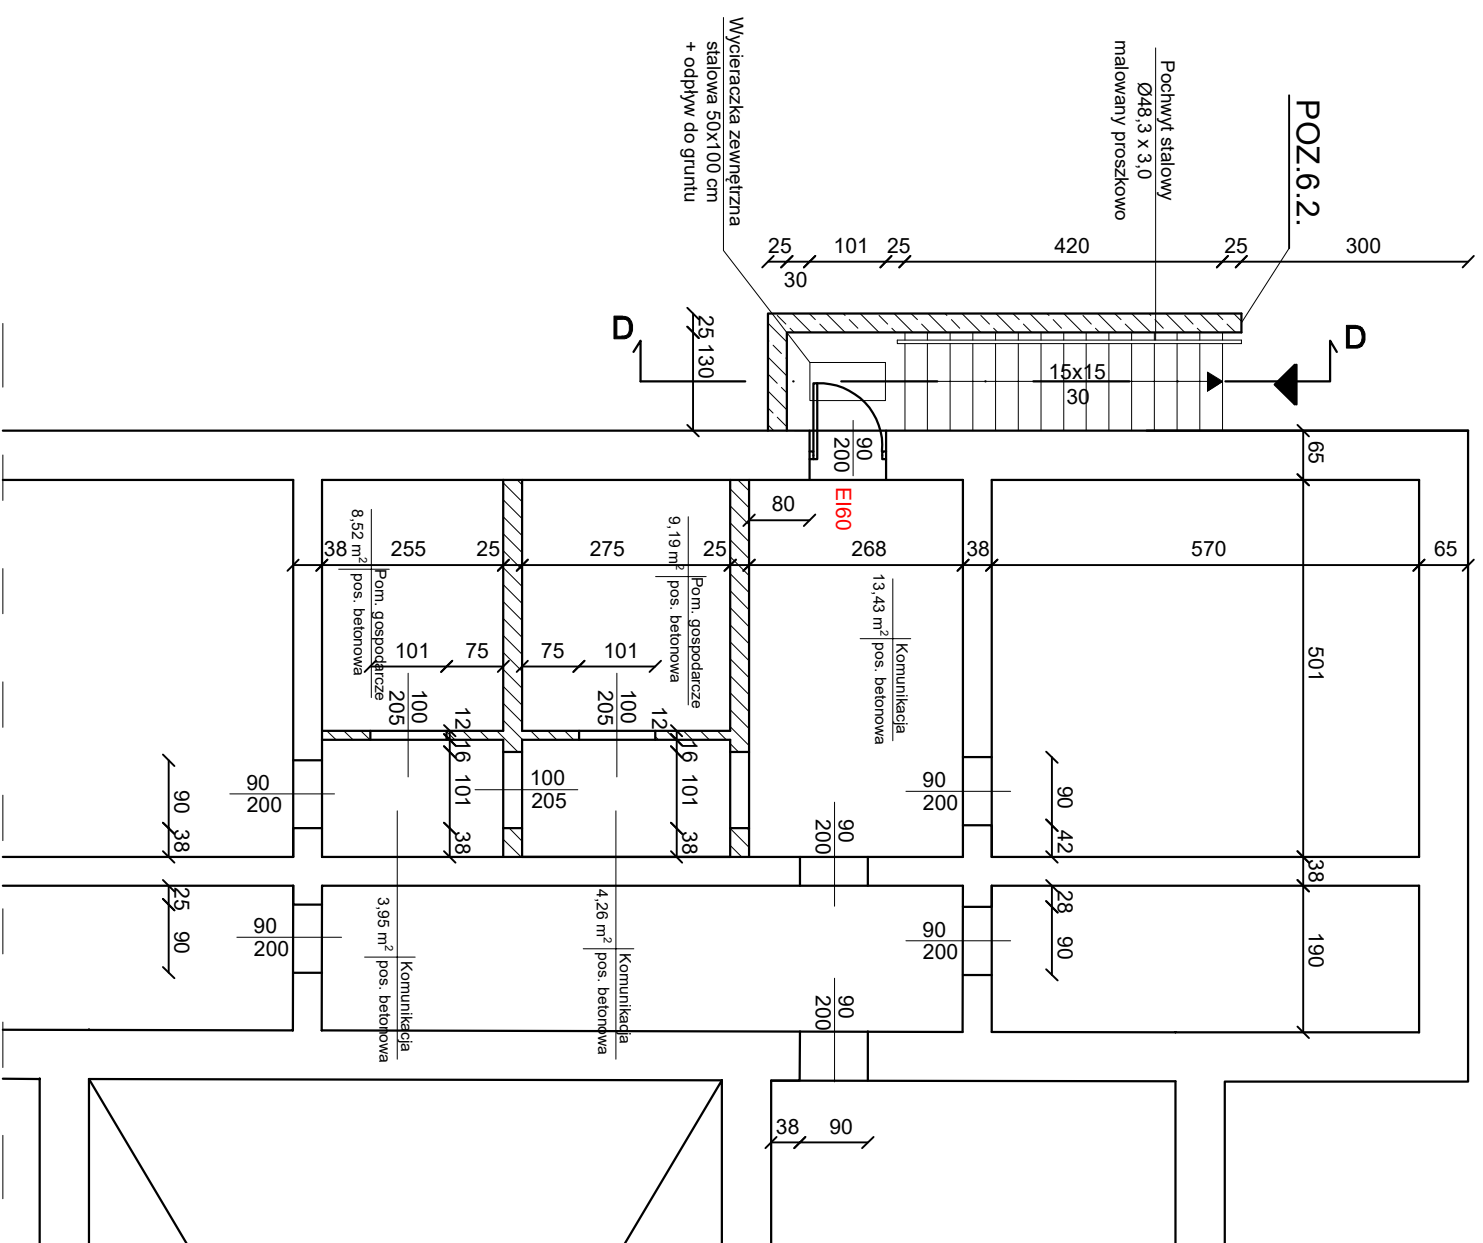 POZ.6.2.
Pochwyt stalowy
Ø48,3 x 3,0
malowany proszkowo
Wycieraczka zewnętrzna
stalowa 50x100 cm
+ odpływ do gruntu
25
30
101
25
420
25
300
D
D
25
130
15x15
30
90
200
EI60
65
80
38
255
25
275
25
268
38
570
65
Pom. gospodarcze
8,52 m²
pos. betonowa
Pom. gospodarcze
9,19 m²
pos. betonowa
Komunikacja
13,43 m²
pos. betonowa
501
101
75
75
101
100
205
100
205
12
16
101
38
12
16
101
38
100
205
90
200
90
38
90
200
90
42
90
200
38
25
90
90
200
90
200
28
90
190
Komunikacja
3,95 m²
pos. betonowa
Komunikacja
4,26 m²
pos. betonowa
90
200
38
90